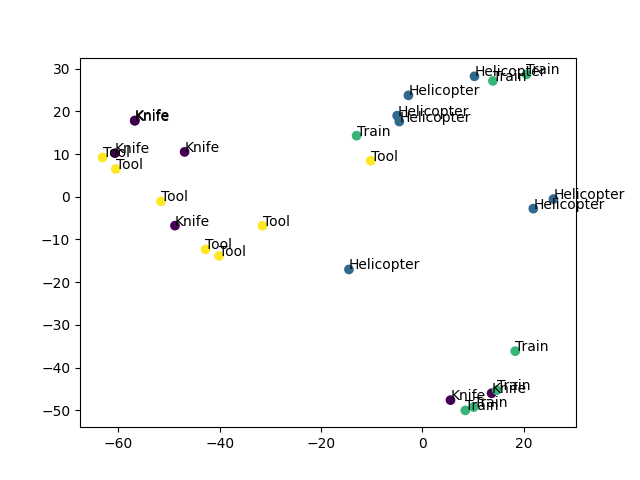 30
20
10
0
−10
−20
−30
−40
−50
−60
−40
−20
0
20
Train
Helicopter
Train
Helicopter
Helicopter
Helicopter
Knife
Knife
Train
Knife
Knife
Tool
Tool
Tool
Tool
Helicopter
Helicopter
Knife
Tool
Tool
Tool
Helicopter
Train
Train
Knife
Knife
Train
Train